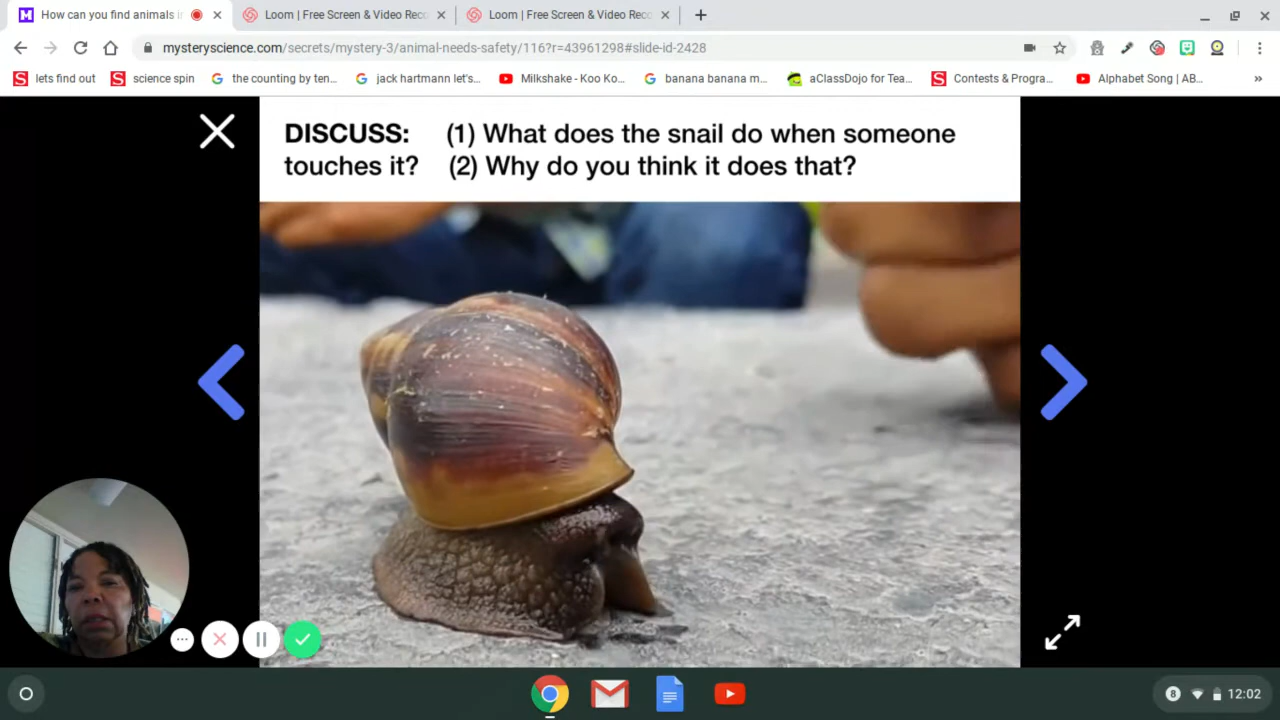 How can you find animals i
Loom | Free Screen & Video Reco
Loom | Free Screen & Video Reco
mysteryscience.com/secrets/mystery-3/animal-needs-safety/116?r=43961298#slide-id-2428
lets find out
science spin
the counting by ten...
jack hartmann let's...
Milkshake - Koo Ko...
banana banana m...
aClassDojo for Tea...
Contests & Progra...
Alphabet Song | AB...
DISCUSS: (1) What does the snail do when someone
touches it? (2) Why do you think it does that?
8 12:02